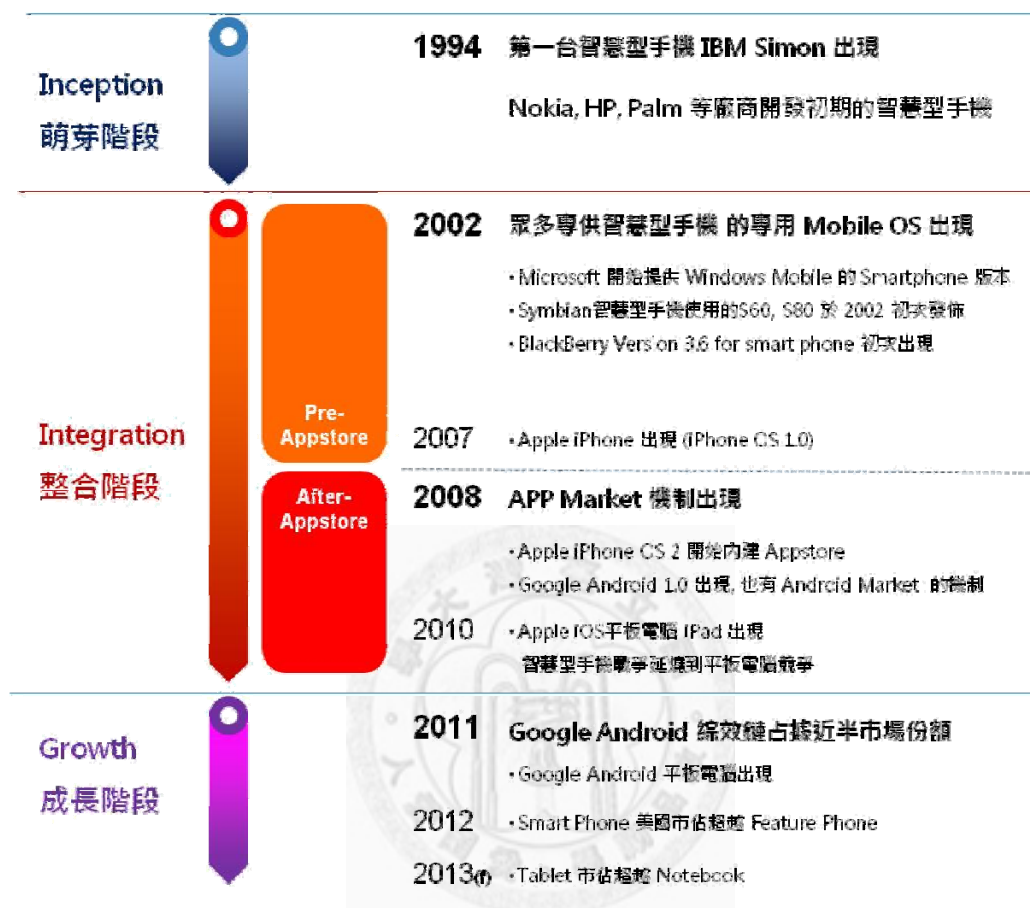 Inception
萌芽階段
1994 第一台智慧型手機 IBM Simon 出現
Nokia, HP, Palm 等廠商開發初期的智慧型手機
Integration
整合階段
Pre-
Appstore
2002 眾多專供智慧型手機 的專用 Mobile OS 出現
・Microsoft 開始提供 Windows Mobile 的 Smartphone 版本
・Symbian智慧型手機使用的S60, S80 於 2002 初次發佈
・BlackBerry Version 3.6 for smart phone 初次出現
2007 ・Apple iPhone 出現 (iPhone OS 1.0)
After-
Appstore
2008 APP Market 機制出現
・Apple iPhone OS 2 開始內建 Appstore
・Google Android 1.0 出現, 也有 Android Market 的機制
2010 ・Apple iOS平板電腦 iPad 出現
智慧型手機戰爭延燒到平板電腦競爭
Growth
成長階段
2011 Google Android 綜效鏈占據近半市場份額
・Google Android 平板電腦出現
2012 ・Smart Phone 美國市佔超越 Feature Phone
2013(f) ・Tablet 市佔超越 Notebook